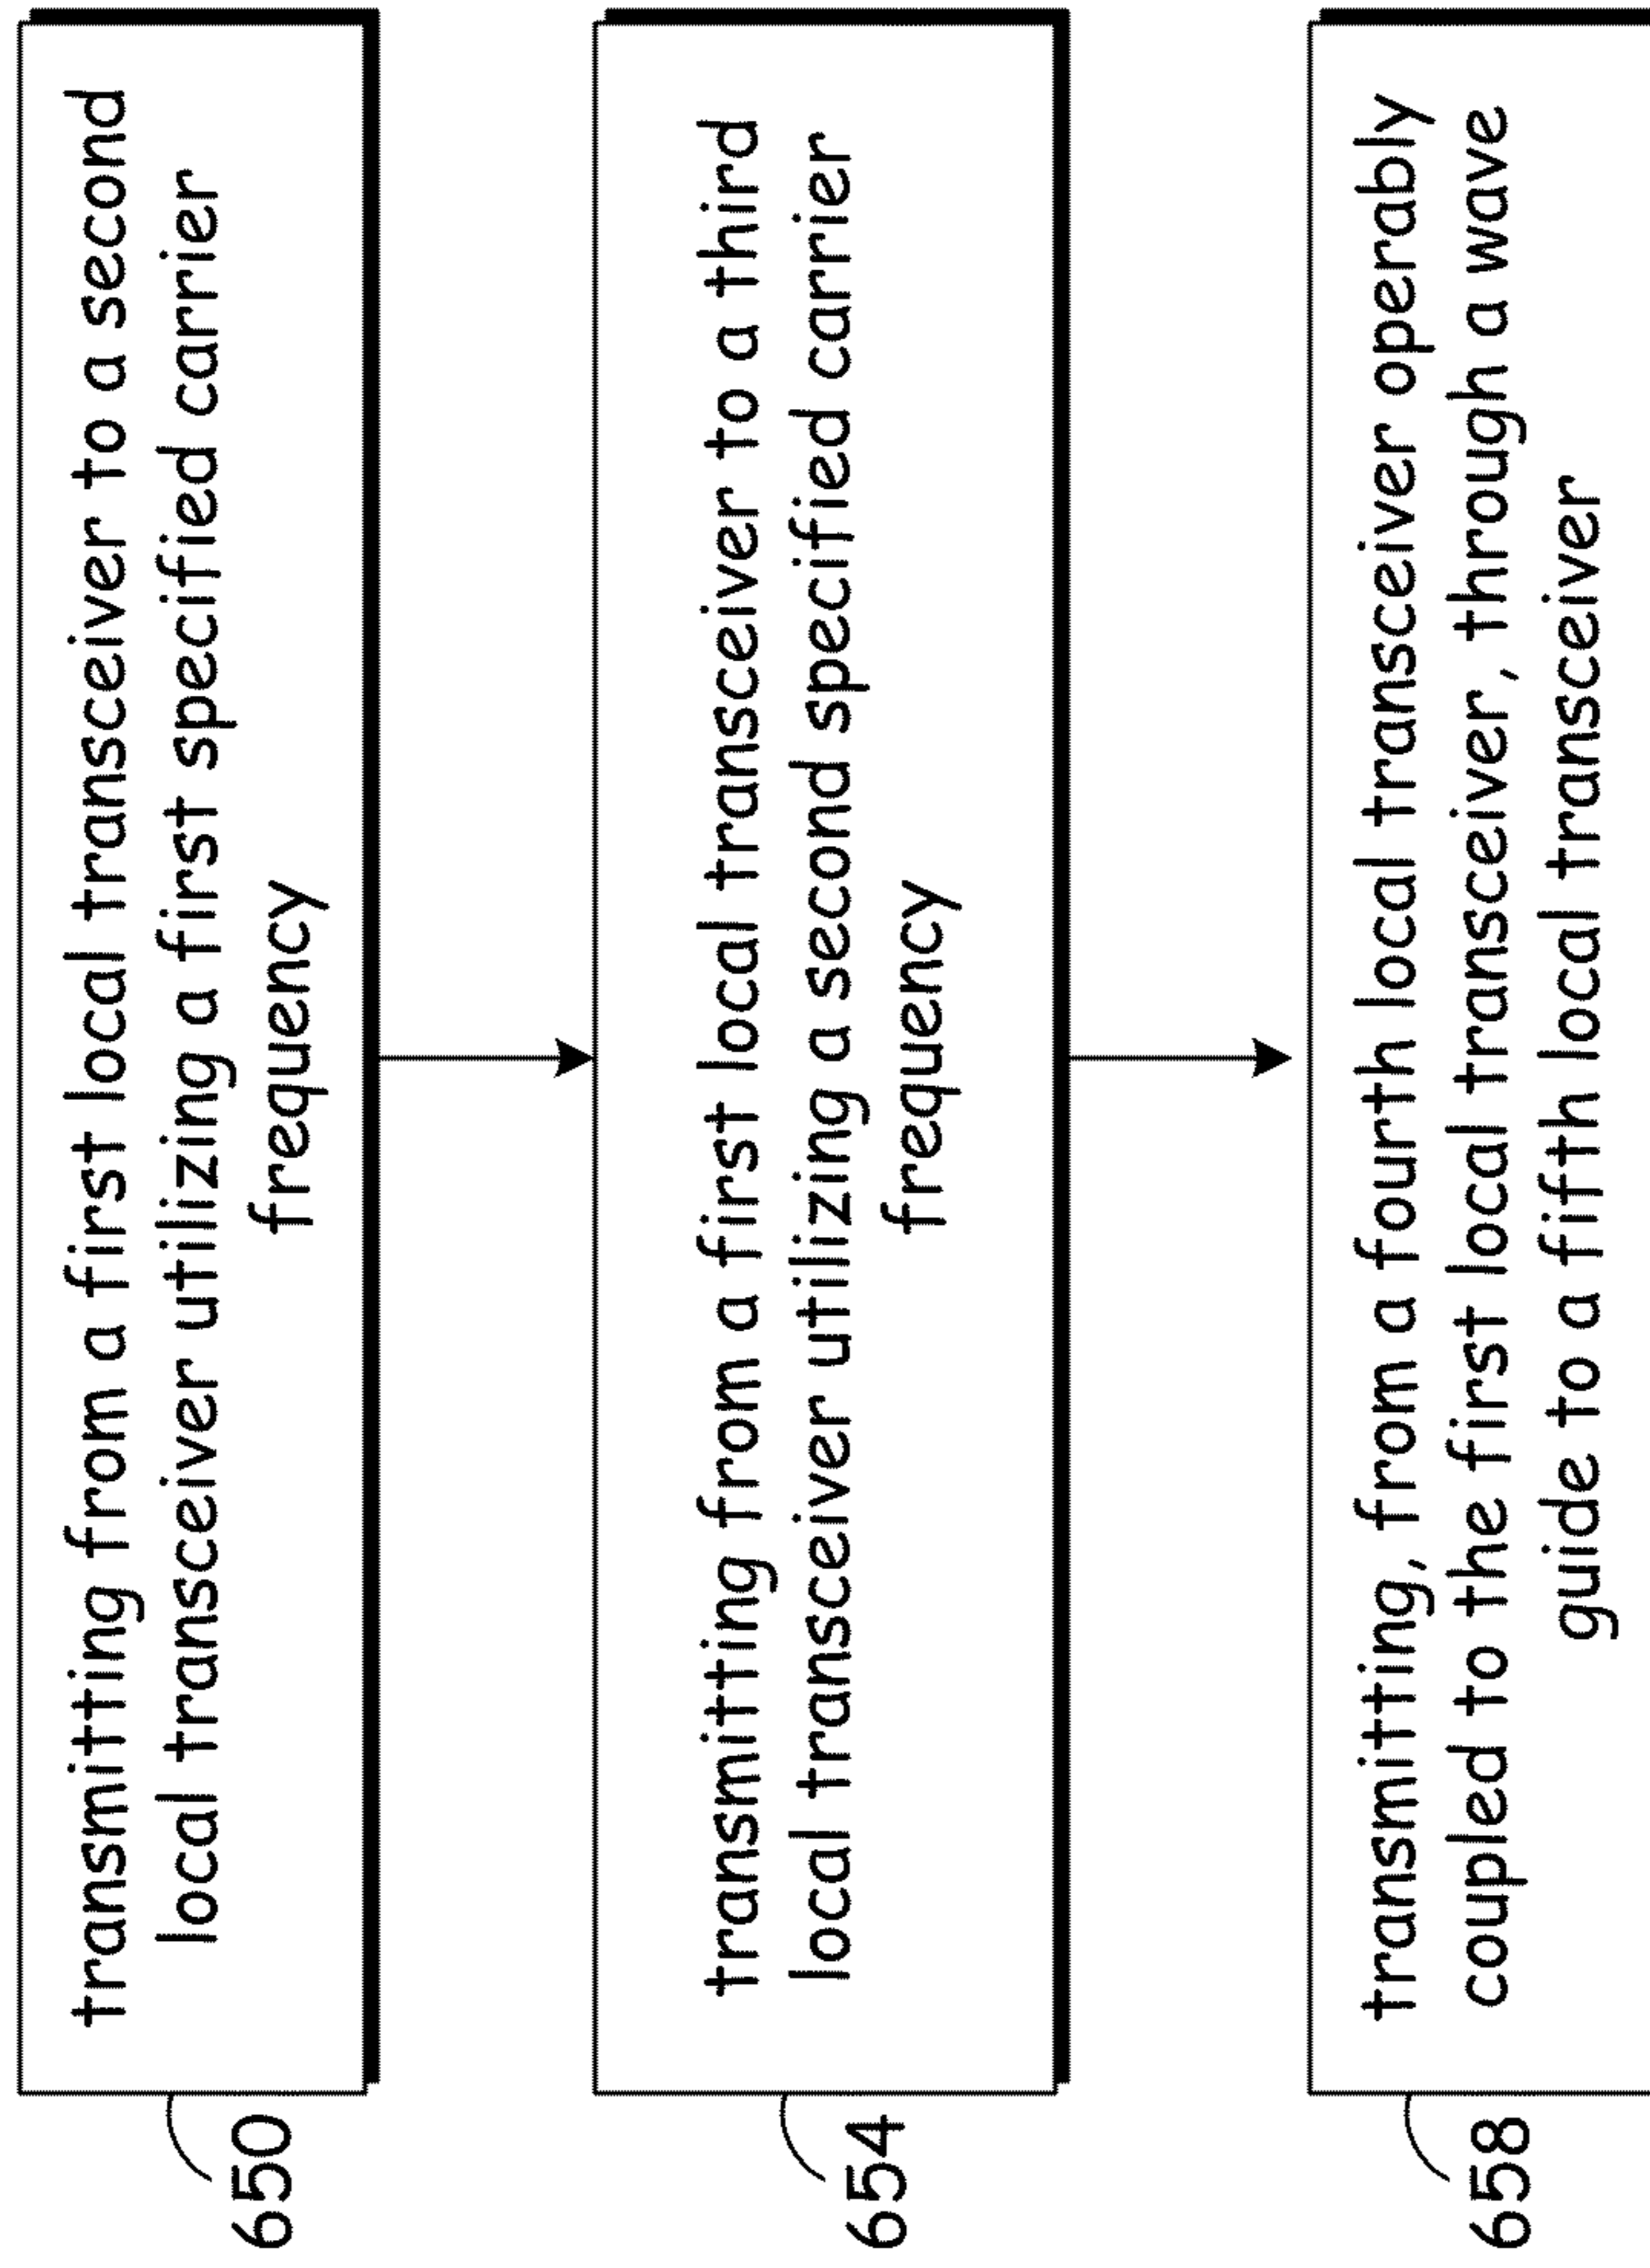 transmitting from a first local transceiver to a second
local transceiver utilizing a first specified carrier
frequency
650
transmitting from a first local transceiver to a third
local transceiver utilizing a second specified carrier
frequency
654
transmitting, from a fourth local transceiver operably
coupled to the first local transceiver, through a wave
guide to a fifth local transceiver
658